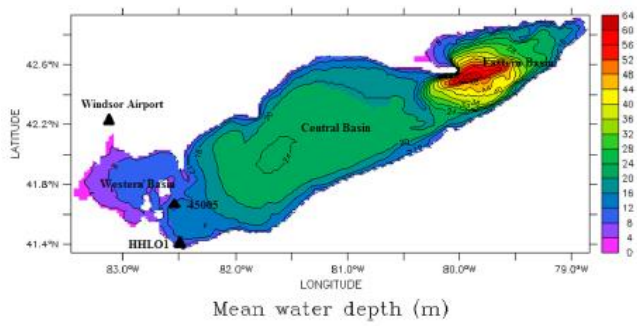 64
60
56
52
48
44
40
36
32
28
24
20
16
12
8
4
0
42.6°N
42.2°N
41.8°N
41.4°N
LATITUDE
Windsor Airport
Eastern Basin
Central Basin
Western Basin
45005
HHLO1
24
83.0°W 82.0°W 81.0°W 80.0°W 79.0°W
LONGITUDE
Mean water depth (m)